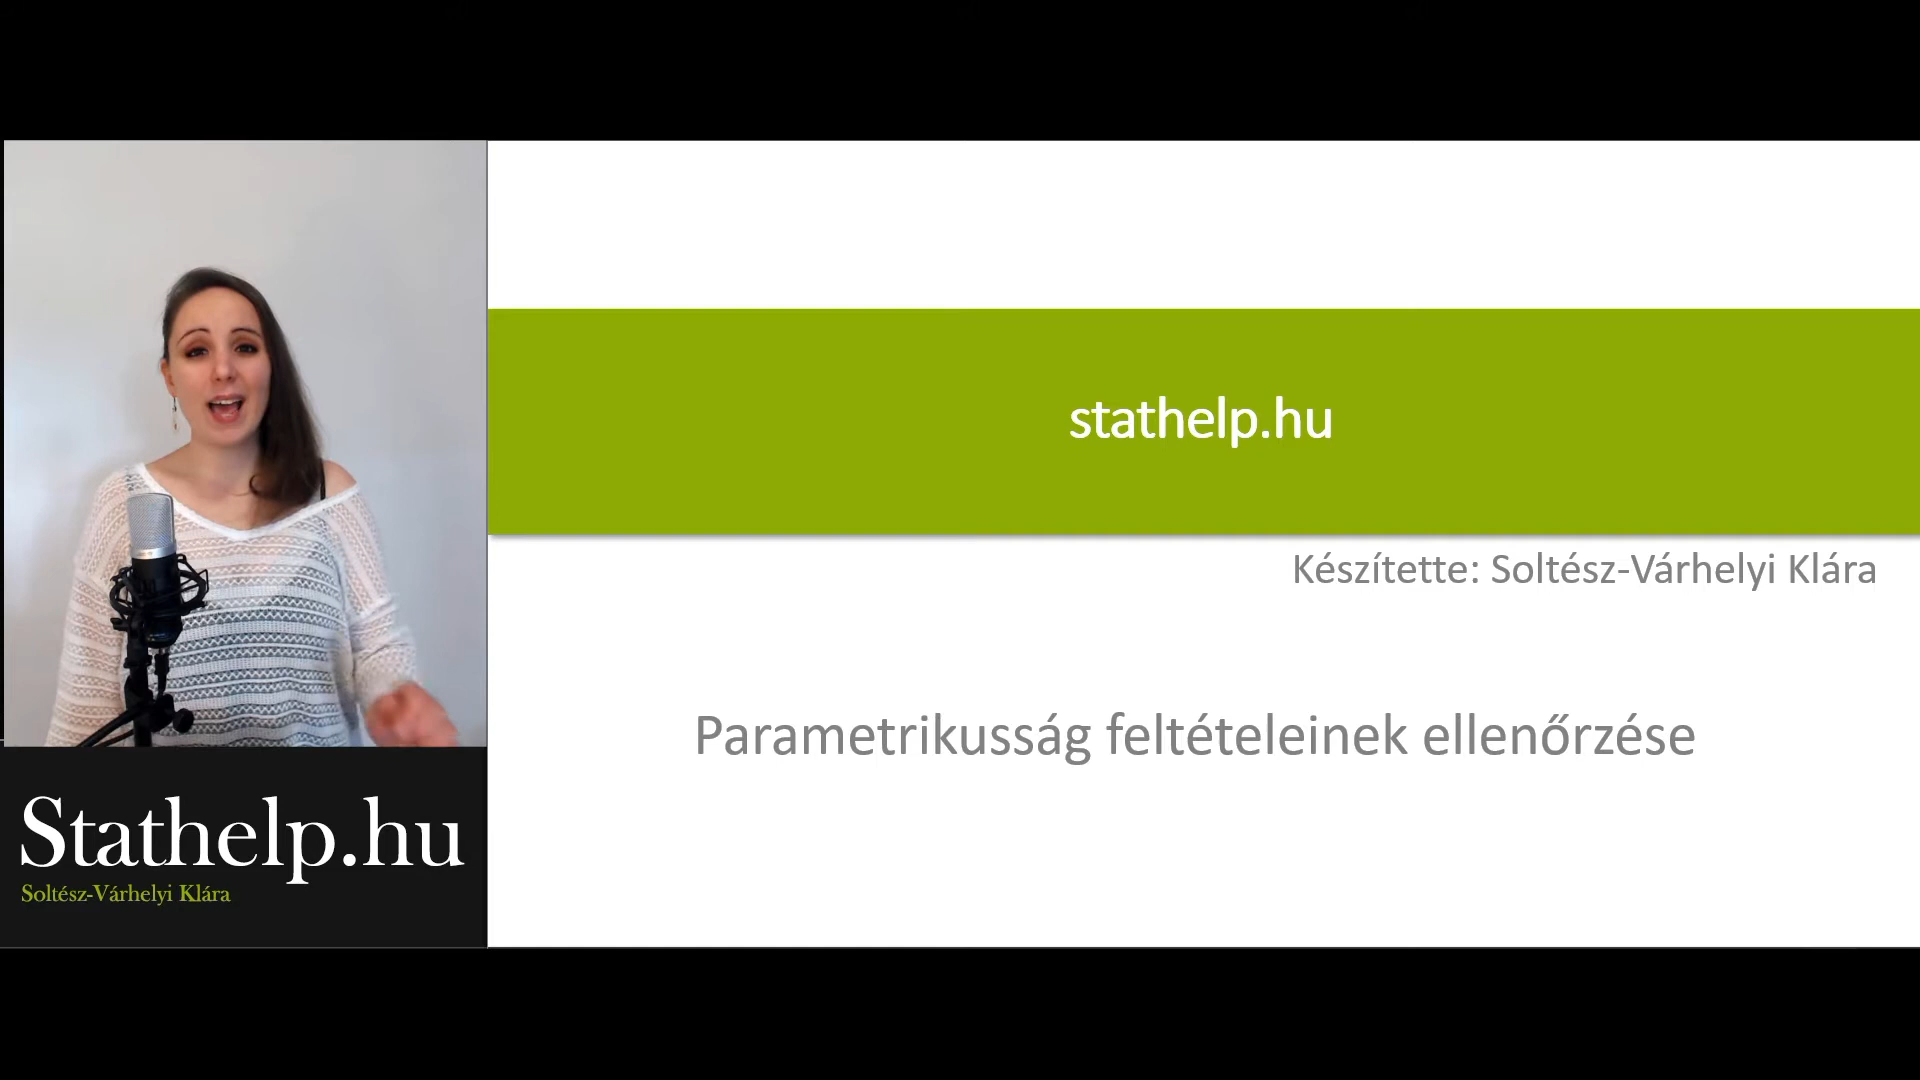 stathelp.hu
Készítette: Soltész-Várhelyi Klára
Parametrikusság feltételeinek ellenőrzése
Stathelp.hu
Soltész-Várhelyi Klára